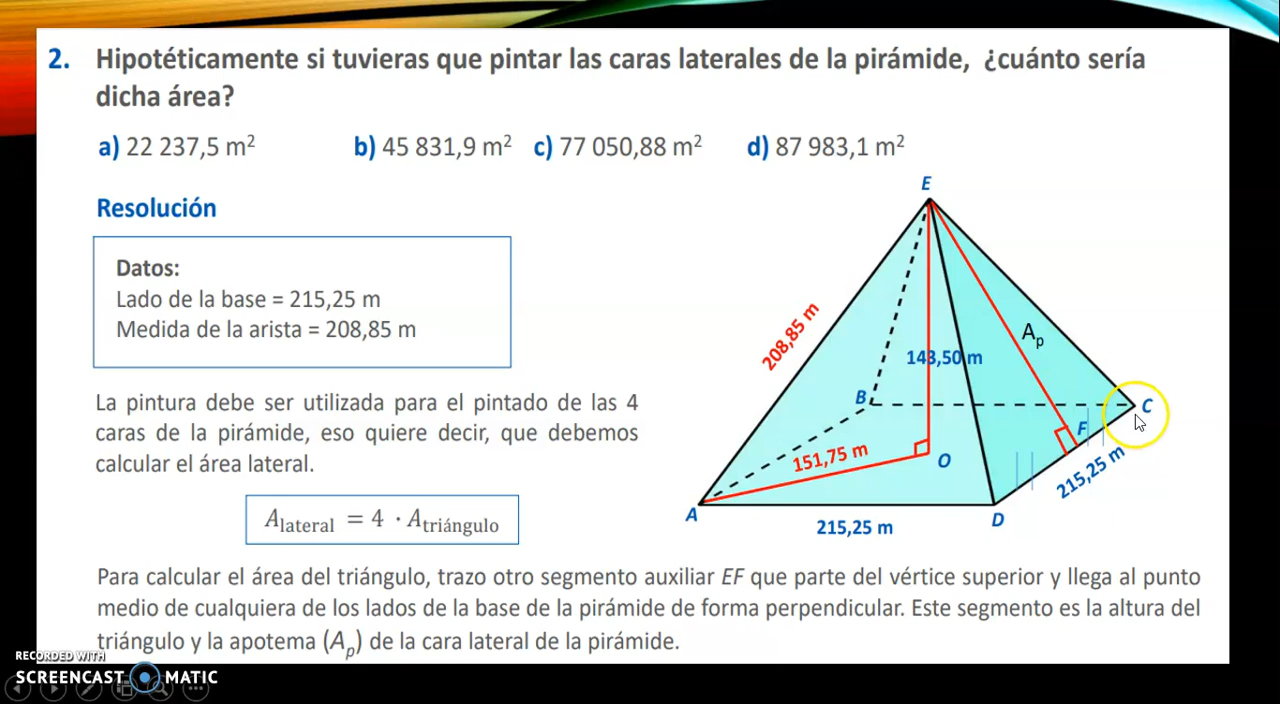 2. Hipotéticamente si tuvieras que pintar las caras laterales de la pirámide, ¿cuánto sería
dicha área?
a) 22 237,5 m² b) 45 831,9 m² c) 77 050,88 m² d) 87 983,1 m²
Resolución
Datos:
Lado de la base = 215,25 m
Medida de la arista = 208,85 m
La pintura debe ser utilizada para el pintado de las 4
caras de la pirámide, eso quiere decir, que debemos
calcular el área lateral.
A lateral = 4 · A triángulo
E
208,85 m
Aₚ
143,50 m
B
C
F
151,75 m
O
215,25 m
A
D
215,25 m
Para calcular el área del triángulo, trazo otro segmento auxiliar EF que parte del vértice superior y llega al punto
medio de cualquiera de los lados de la base de la pirámide de forma perpendicular. Este segmento es la altura del
triángulo y la apotema (Aₚ) de la cara lateral de la pirámide.
RECORDED WITH
SCREENCAST MATIC